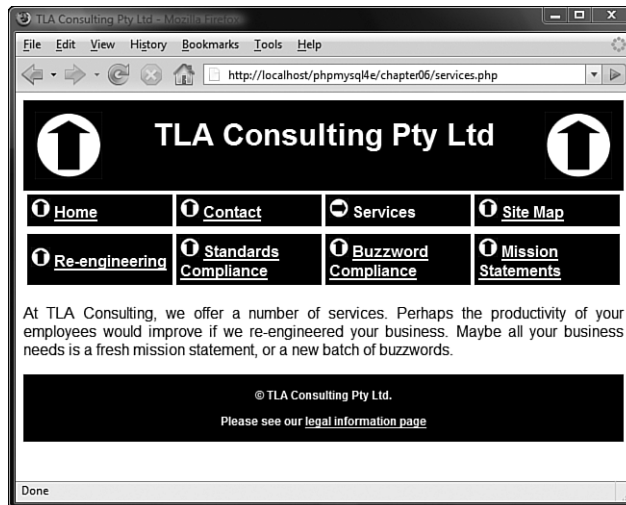 TLA Consulting Pty Ltd - Mozilla Firefox
File Edit View History Bookmarks Tools Help
http://localhost/phpmysql4e/chapter06/services.php
TLA Consulting Pty Ltd
Home Contact Services Site Map
Re-engineering Standards Compliance Buzzword Compliance Mission Statements
At TLA Consulting, we offer a number of services. Perhaps the productivity of your
employees would improve if we re-engineered your business. Maybe all your business
needs is a fresh mission statement, or a new batch of buzzwords.
© TLA Consulting Pty Ltd.
Please see our legal information page
Done